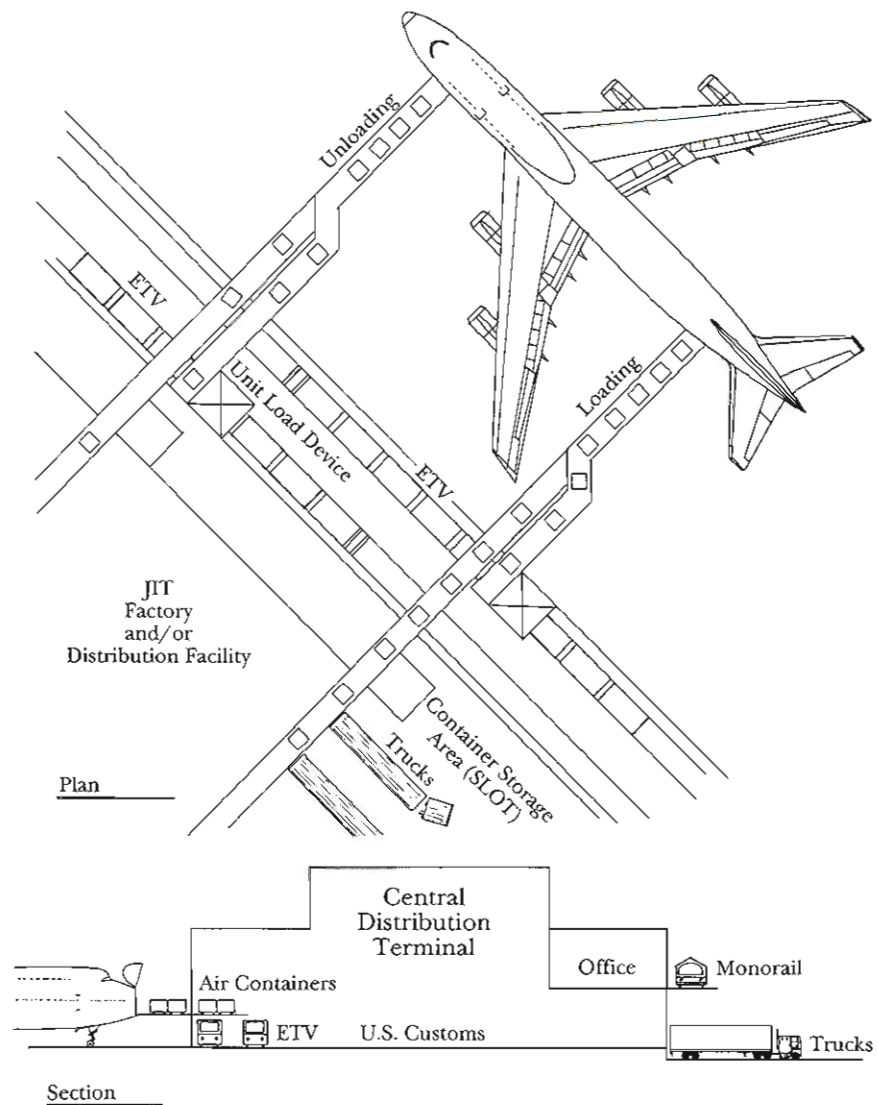 Unloading
ETV
Unit Load Device
Loading
ETV
JIT
Factory
and/or
Distribution Facility
Container Storage
Area (SLOT)
Trucks
Plan
Central
Distribution
Terminal
Air Containers
Office
Monorail
ETV
U.S. Customs
Trucks
Section